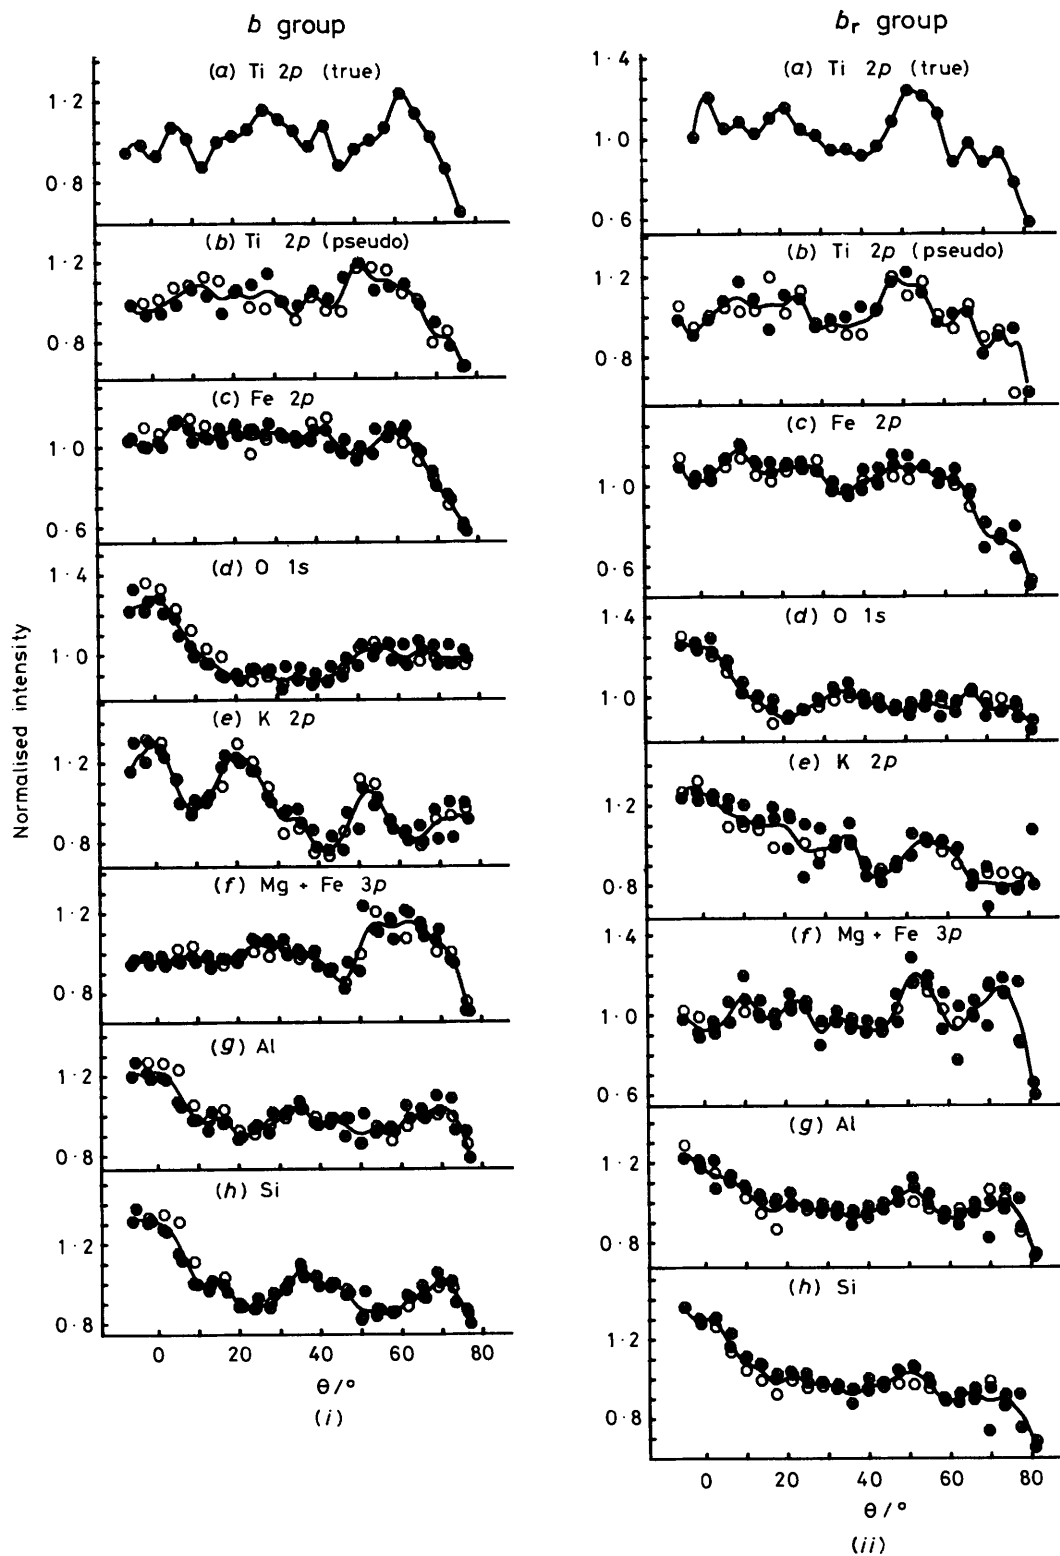 b group
(a) Ti 2p (true)
1·2
0·8
(b) Ti 2p (pseudo)
1·2
0·8
(c) Fe 2p
1·0
0·6
(d) O 1s
1·4
1·0
(e) K 2p
1·2
0·8
(f) Mg + Fe 3p
1·2
0·8
(g) Al
1·2
0·8
(h) Si
1·2
0·8
0 20 40 60 80
θ/°
(i)
Normalised intensity
br group
(a) Ti 2p (true)
1·4
1·0
0·6
(b) Ti 2p (pseudo)
1·2
0·8
(c) Fe 2p
1·0
0·6
(d) O 1s
1·4
1·0
(e) K 2p
1·2
0·8
(f) Mg + Fe 3p
1·4
1·0
0·6
(g) Al
1·2
0·8
(h) Si
1·2
0·8
0 20 40 60 80
θ/°
(ii)